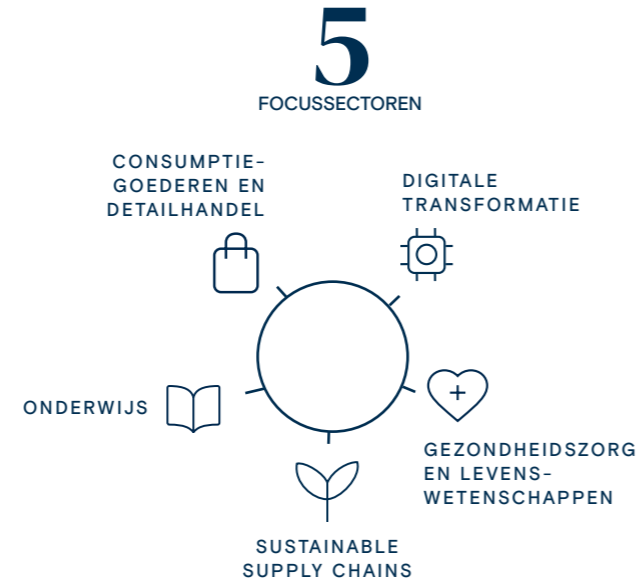 5
FOCUSSECTOREN
CONSUMPTIE-
GOEDEREN EN
DETAILHANDEL
DIGITALE
TRANSFORMATIE
ONDERWIJS
GEZONDHEIDSZORG
EN LEVENS-
WETENSCHAPPEN
SUSTAINABLE
SUPPLY CHAINS